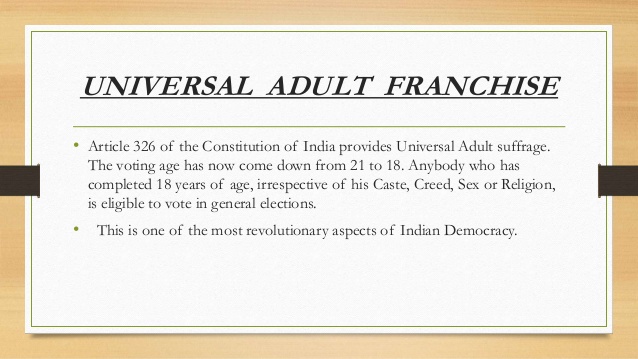 UNIVERSAL ADULT FRANCHISE
• Article 326 of the Constitution of India provides Universal Adult suffrage.
The voting age has now come down from 21 to 18. Anybody who has
completed 18 years of age, irrespective of his Caste, Creed, Sex or Religion,
is eligible to vote in general elections.
• This is one of the most revolutionary aspects of Indian Democracy.